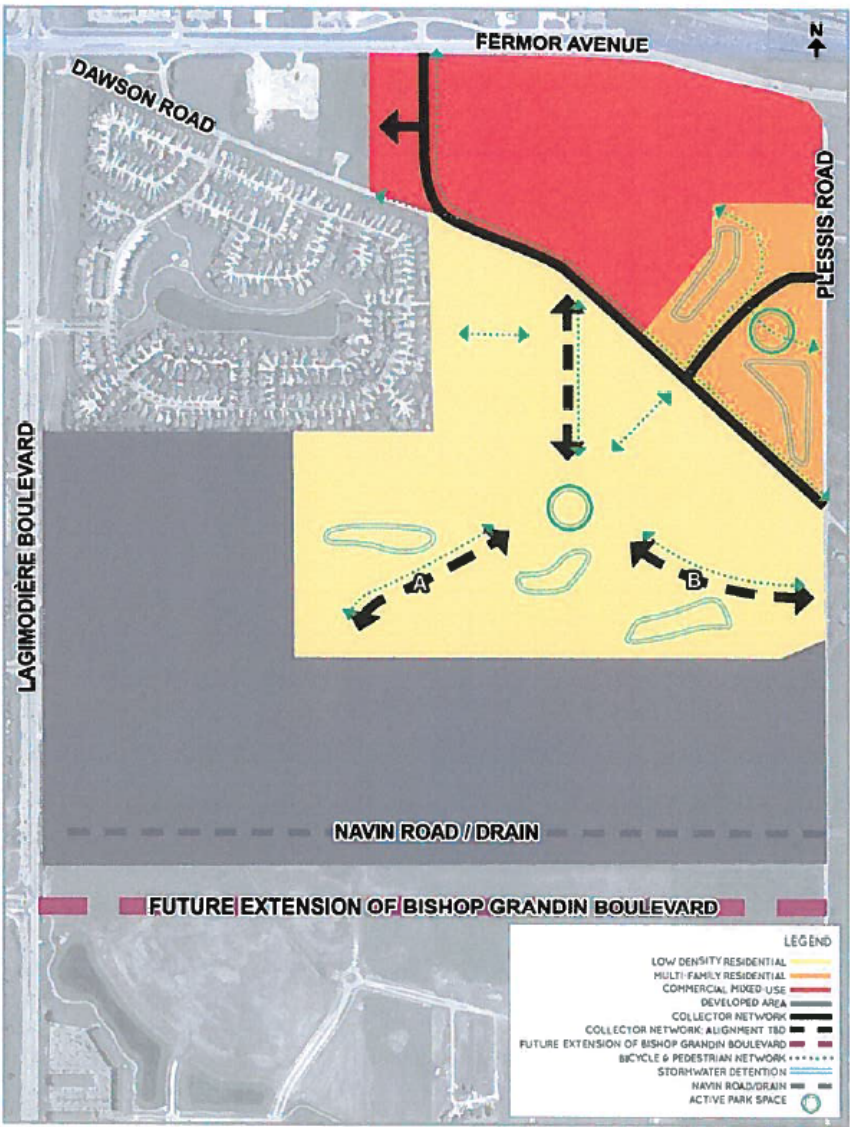 FERMOR AVENUE
N
DAWSON ROAD
PLESSIS ROAD
LAGIMODIÈRE BOULEVARD
A
B
NAVIN ROAD / DRAIN
FUTURE EXTENSION OF BISHOP GRANDIN BOULEVARD
LEGEND
LOW DENSITY RESIDENTIAL
MULTI-FAMILY RESIDENTIAL
COMMERCIAL MIXED-USE
DEVELOPED AREA
COLLECTOR NETWORK
COLLECTOR NETWORK: ALIGNMENT TBD
FUTURE EXTENSION OF BISHOP GRANDIN BOULEVARD
BICYCLE & PEDESTRIAN NETWORK
STORMWATER DETENTION
NAVIN ROAD/DRAIN
ACTIVE PARK SPACE